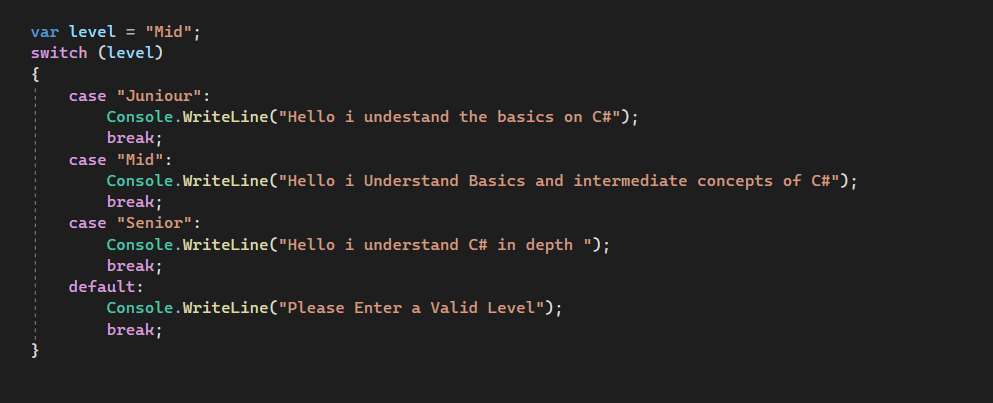 var level = "Mid";
switch (level)
{
    case "Juniour":
        Console.WriteLine("Hello i undestand the basics on C#");
        break;
    case "Mid":
        Console.WriteLine("Hello i Understand Basics and intermediate concepts of C#");
        break;
    case "Senior":
        Console.WriteLine("Hello i understand C# in depth ");
        break;
    default:
        Console.WriteLine("Please Enter a Valid Level");
        break;
}